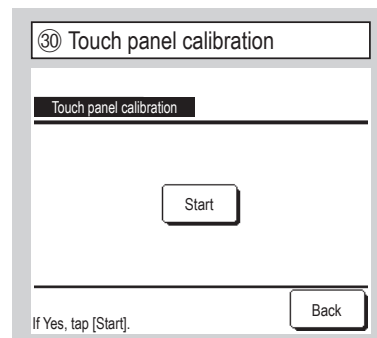 ㉚ Touch panel calibration
Touch panel calibration
Start
If Yes, tap [Start].
Back